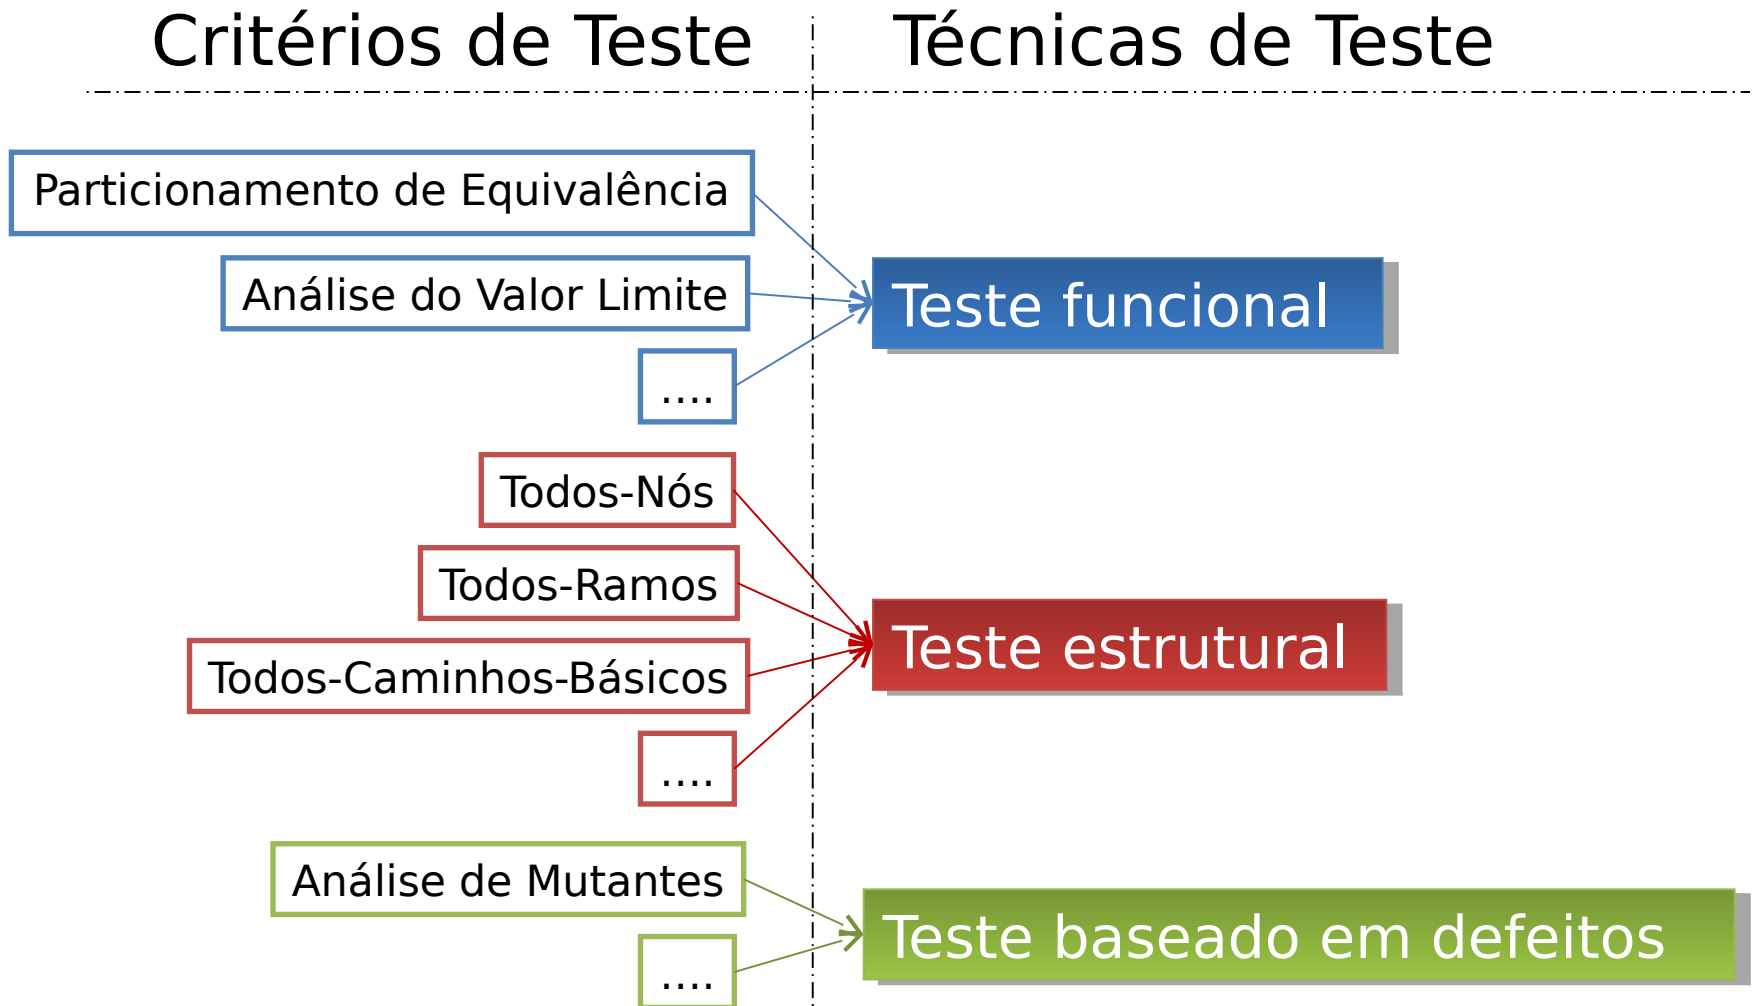 Critérios de Teste
Técnicas de Teste
Particionamento de Equivalência
Análise do Valor Limite
....
Teste funcional
Todos-Nós
Todos-Ramos
Todos-Caminhos-Básicos
....
Teste estrutural
Análise de Mutantes
....
Teste baseado em defeitos